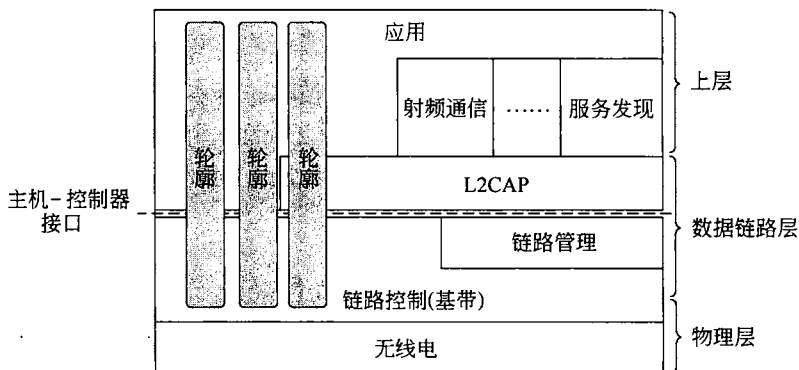 应用
上层
射频通信
……
服务发现
轮廓
轮廓
轮廓
L2CAP
主机-控制器
接口
数据链路层
链路管理
链路控制(基带)
物理层
无线电